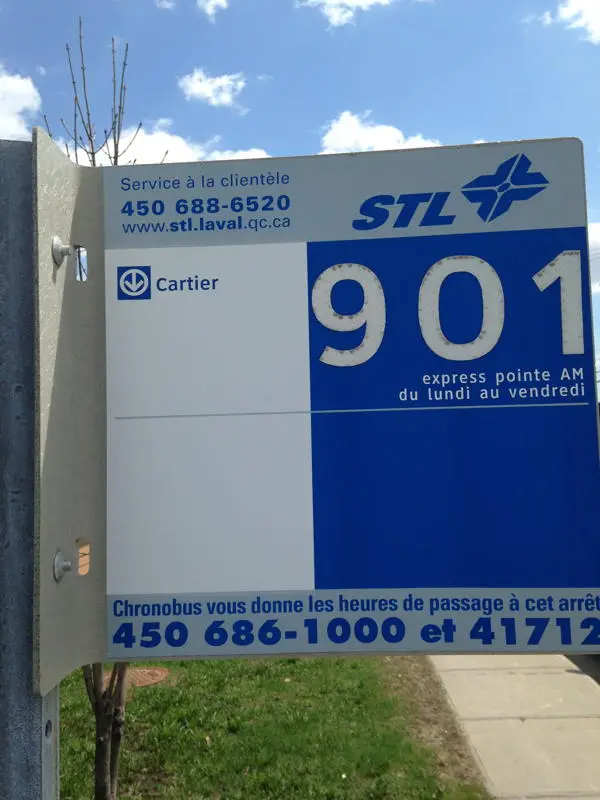 Service à la clientèle
450 688-6520
www.stl.laval.qc.ca
STL
Cartier
901
express pointe AM
du lundi au vendredi
Chronobus vous donne les heures de passage à cet arrêt
450 686-1000 et 41712